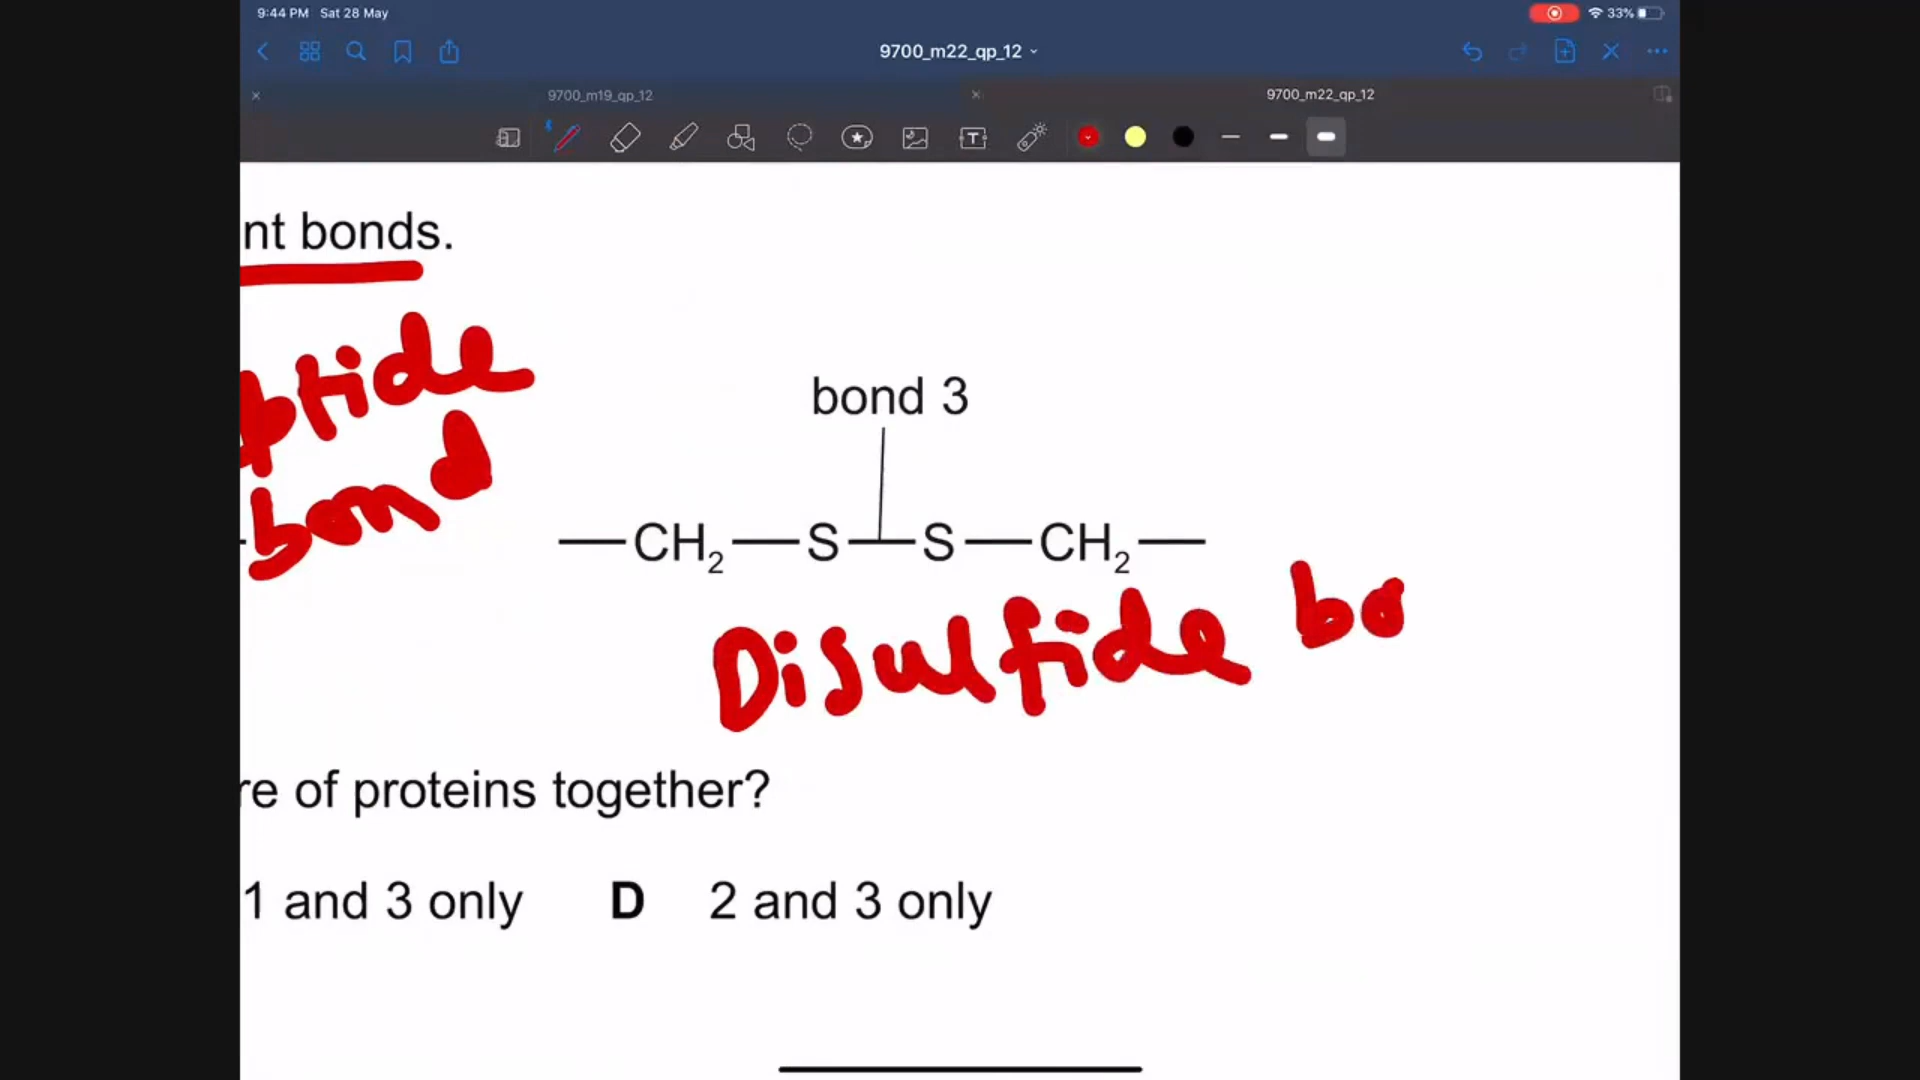 9:44 PM Sat 28 May 33%
9700_m22_qp_12
9700_m19_qp_12 9700_m22_qp_12
nt bonds.
ptide
bond
bond 3
—CH₂—S—S—CH₂—
Disulfide bo
re of proteins together?
1 and 3 only D 2 and 3 only